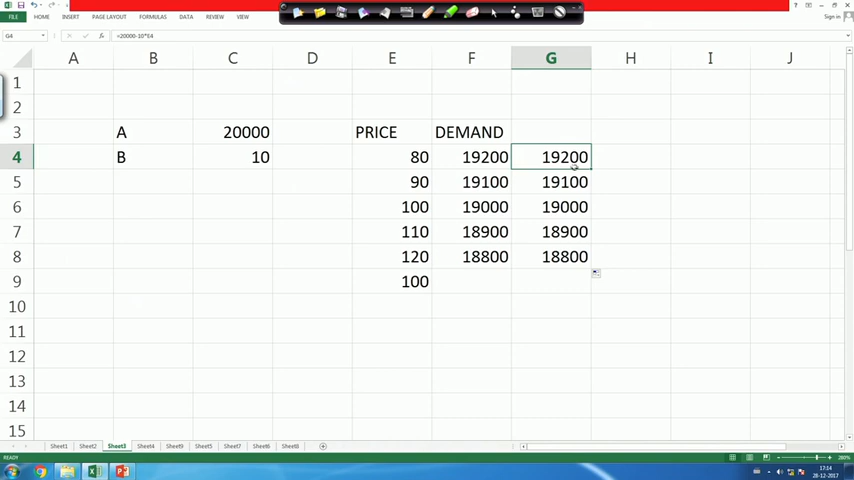 FILE HOME INSERT PAGE LAYOUT FORMULAS DATA REVIEW VIEW Sign in
G4 fx =20000-10*E4
A B C D E F G H I J
1
2
3 A 20000 PRICE DEMAND
4 B 10 80 19200 19200
5 90 19100 19100
6 100 19000 19000
7 110 18900 18900
8 120 18800 18800
9 100
10
11
12
13
14
15
Sheet1 Sheet2 Sheet3 Sheet4 Sheet9 Sheet5 Sheet7 Sheet6 Sheet8
READY 200%
17:14
28-12-2017